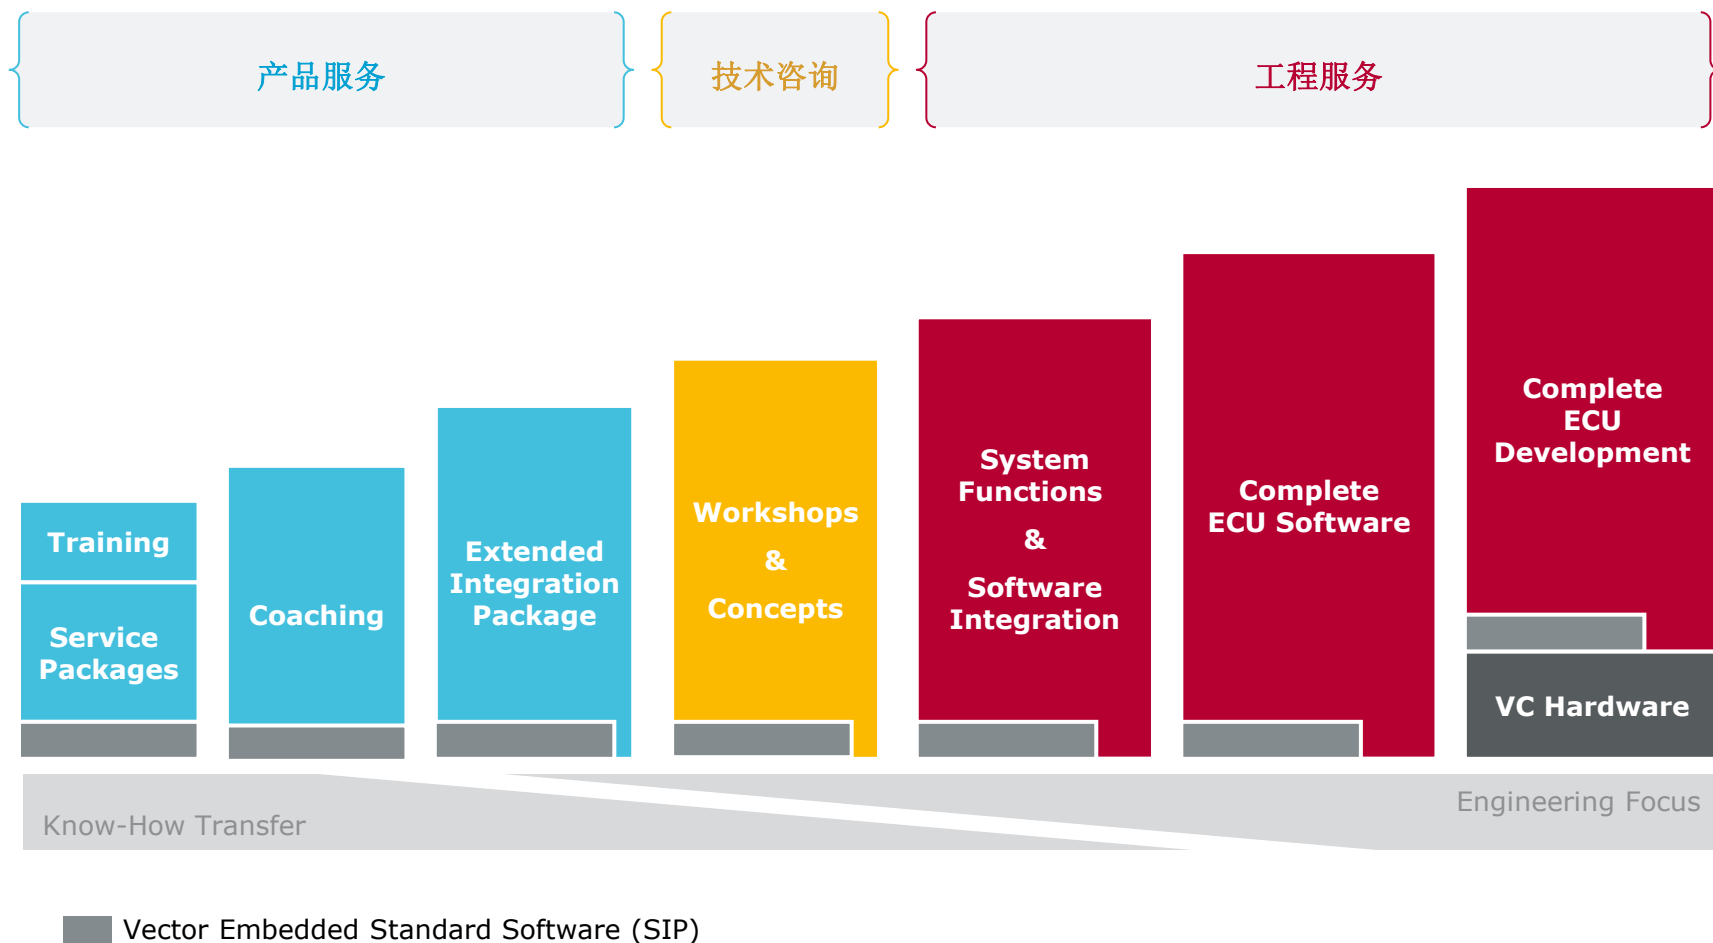 产品服务
技术咨询
工程服务
Training
Service
Packages
Coaching
Extended
Integration
Package
Workshops
&
Concepts
System
Functions
&
Software
Integration
Complete
ECU Software
Complete
ECU
Development
VC Hardware
Know-How Transfer
Engineering Focus
Vector Embedded Standard Software (SIP)